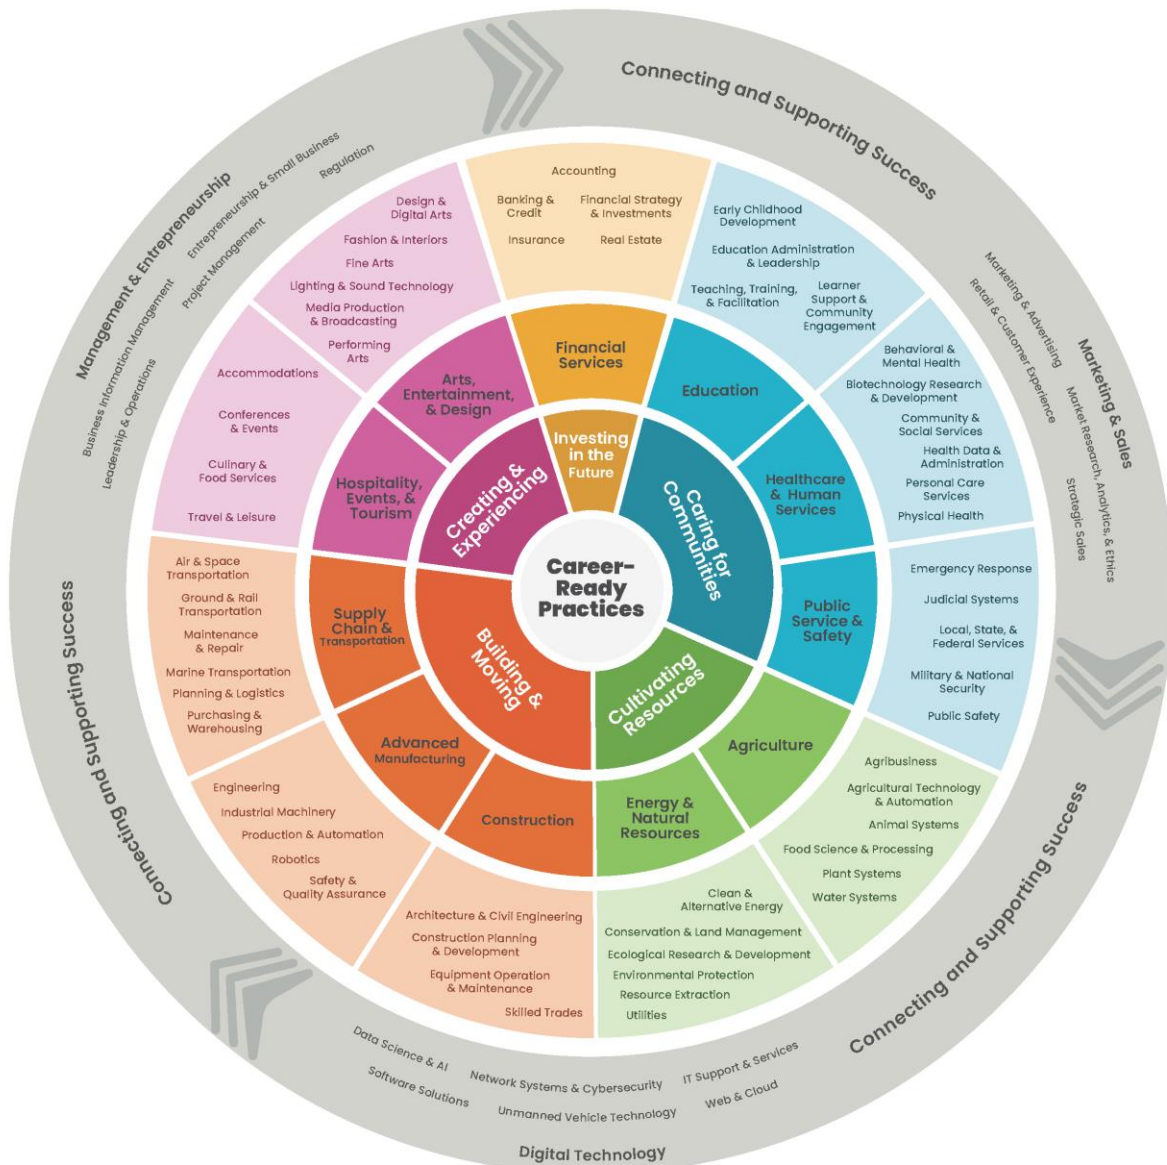 Connecting and Supporting Success
Management & Entrepreneurship
Entrepreneurship & Small Business
Regulation
Business Information Management
Project Management
Leadership & Operations
Marketing & Sales
Marketing & Advertising
Retail & Customer Experience
Market Research, Analytics, & Ethics
Strategic Sales
Connecting and Supporting Success
Digital Technology
Data Science & AI
Network Systems & Cybersecurity
IT Support & Services
Software Solutions
Unmanned Vehicle Technology
Web & Cloud
Connecting and Supporting Success
Career-
Ready
Practices
Investing
in the
Future
Financial
Services
Accounting
Banking &
Credit
Financial Strategy
& Investments
Insurance
Real Estate
Caring for
Communities
Education
Early Childhood
Development
Education Administration
& Leadership
Teaching, Training,
& Facilitation
Learner
Support &
Community
Engagement
Healthcare
& Human
Services
Behavioral &
Mental Health
Biotechnology Research
& Development
Community &
Social Services
Health Data &
Administration
Personal Care
Services
Physical Health
Public
Service &
Safety
Emergency Response
Judicial Systems
Local, State, &
Federal Services
Military & National
Security
Public Safety
Cultivating
Resources
Agriculture
Agribusiness
Agricultural Technology
& Automation
Animal Systems
Food Science & Processing
Plant Systems
Water Systems
Energy &
Natural
Resources
Clean &
Alternative Energy
Conservation & Land Management
Ecological Research & Development
Environmental Protection
Resource Extraction
Utilities
Building &
Moving
Construction
Architecture & Civil Engineering
Construction Planning
& Development
Equipment Operation
& Maintenance
Skilled Trades
Advanced
Manufacturing
Engineering
Industrial Machinery
Production & Automation
Robotics
Safety &
Quality Assurance
Supply
Chain &
Transportation
Air & Space
Transportation
Ground & Rail
Transportation
Maintenance
& Repair
Marine Transportation
Planning & Logistics
Purchasing &
Warehousing
Creating &
Experiencing
Hospitality,
Events, &
Tourism
Accommodations
Conferences
& Events
Culinary &
Food Services
Travel & Leisure
Arts,
Entertainment,
& Design
Design &
Digital Arts
Fashion & Interiors
Fine Arts
Lighting & Sound Technology
Media Production
& Broadcasting
Performing
Arts